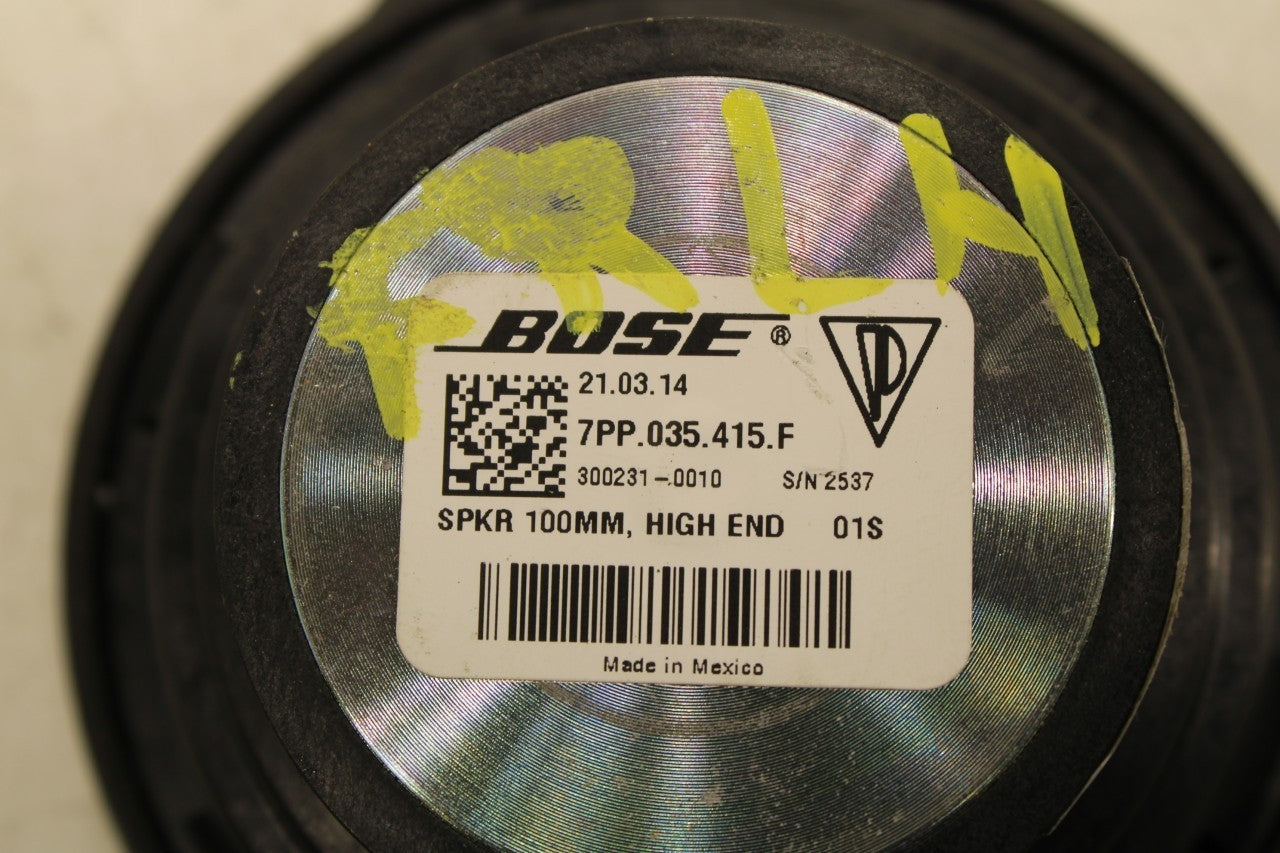 FRLH
BOSE®
21.03.14
7PP.035.415.F
300231-0010 S/N 2537
SPKR 100MM, HIGH END 01S
Made in Mexico